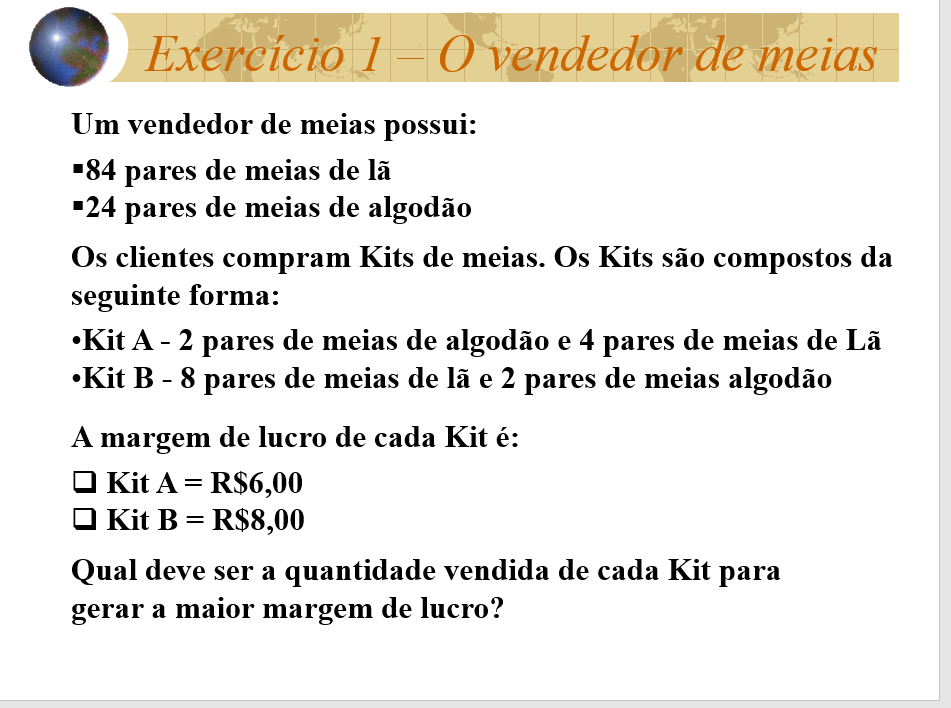 Exercício 1 – O vendedor de meias
Um vendedor de meias possui:
▪84 pares de meias de lã
▪24 pares de meias de algodão
Os clientes compram Kits de meias. Os Kits são compostos da
seguinte forma:
•Kit A - 2 pares de meias de algodão e 4 pares de meias de Lã
•Kit B - 8 pares de meias de lã e 2 pares de meias algodão
A margem de lucro de cada Kit é:
❑ Kit A = R$6,00
❑ Kit B = R$8,00
Qual deve ser a quantidade vendida de cada Kit para
gerar a maior margem de lucro?